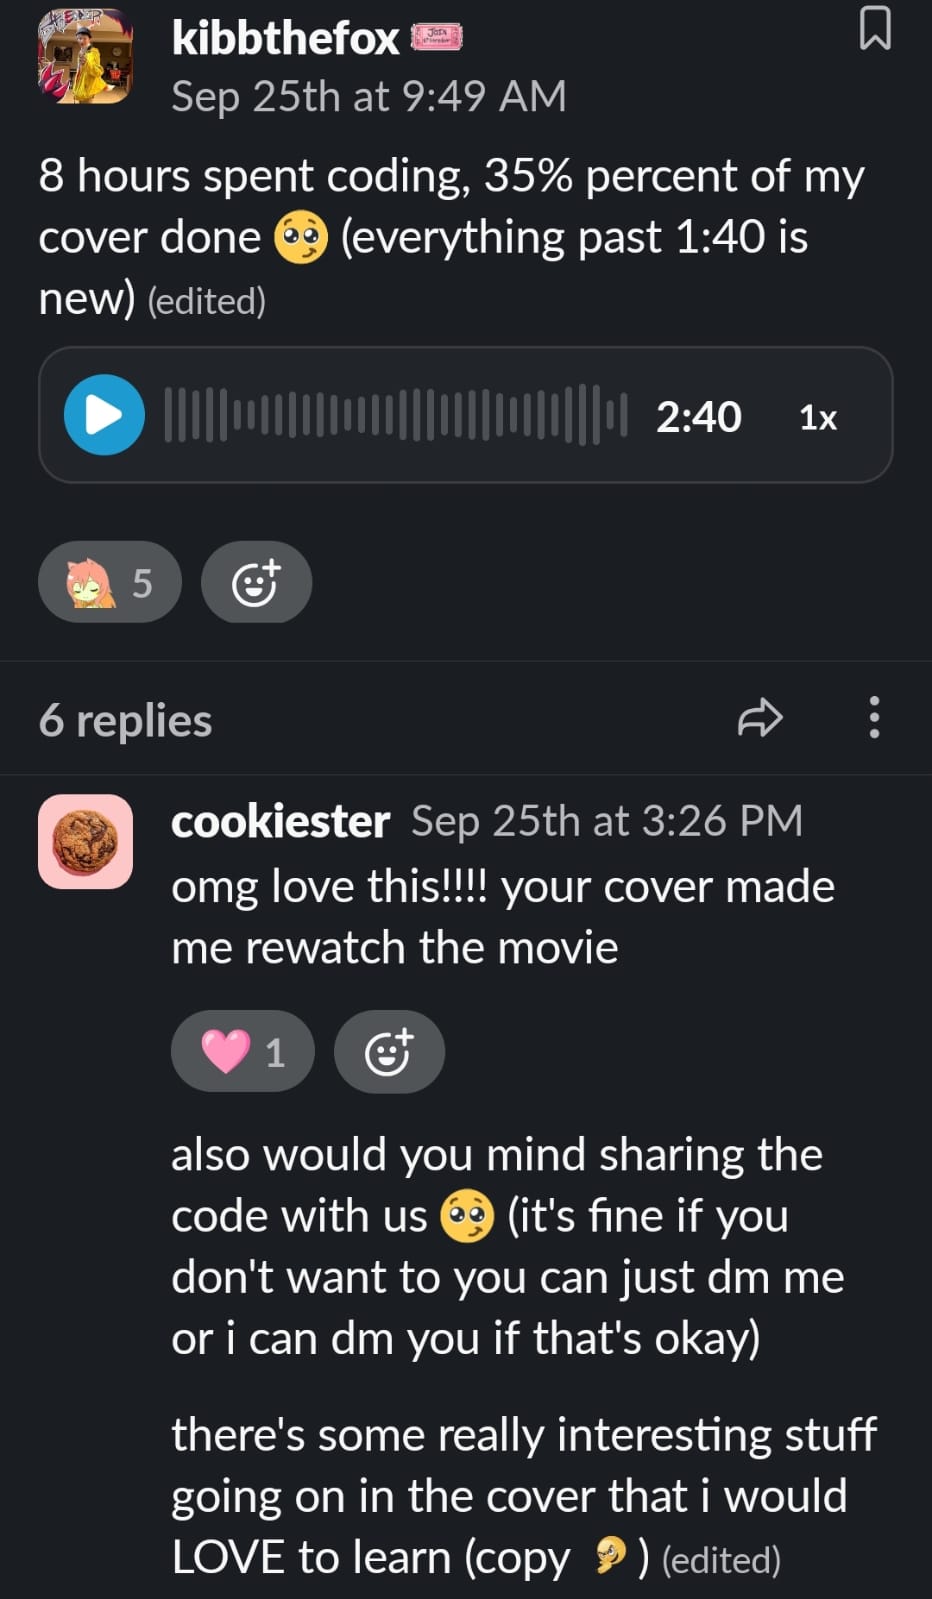 kibbthefox
Sep 25th at 9:49 AM
8 hours spent coding, 35% percent of my
cover done 🥺 (everything past 1:40 is
new) (edited)
2:40 1x
5
6 replies
cookiester Sep 25th at 3:26 PM
omg love this!!!! your cover made
me rewatch the movie
🩷 1
also would you mind sharing the
code with us 🥺 (it's fine if you
don't want to you can just dm me
or i can dm you if that's okay)
there's some really interesting stuff
going on in the cover that i would
LOVE to learn (copy ) (edited)